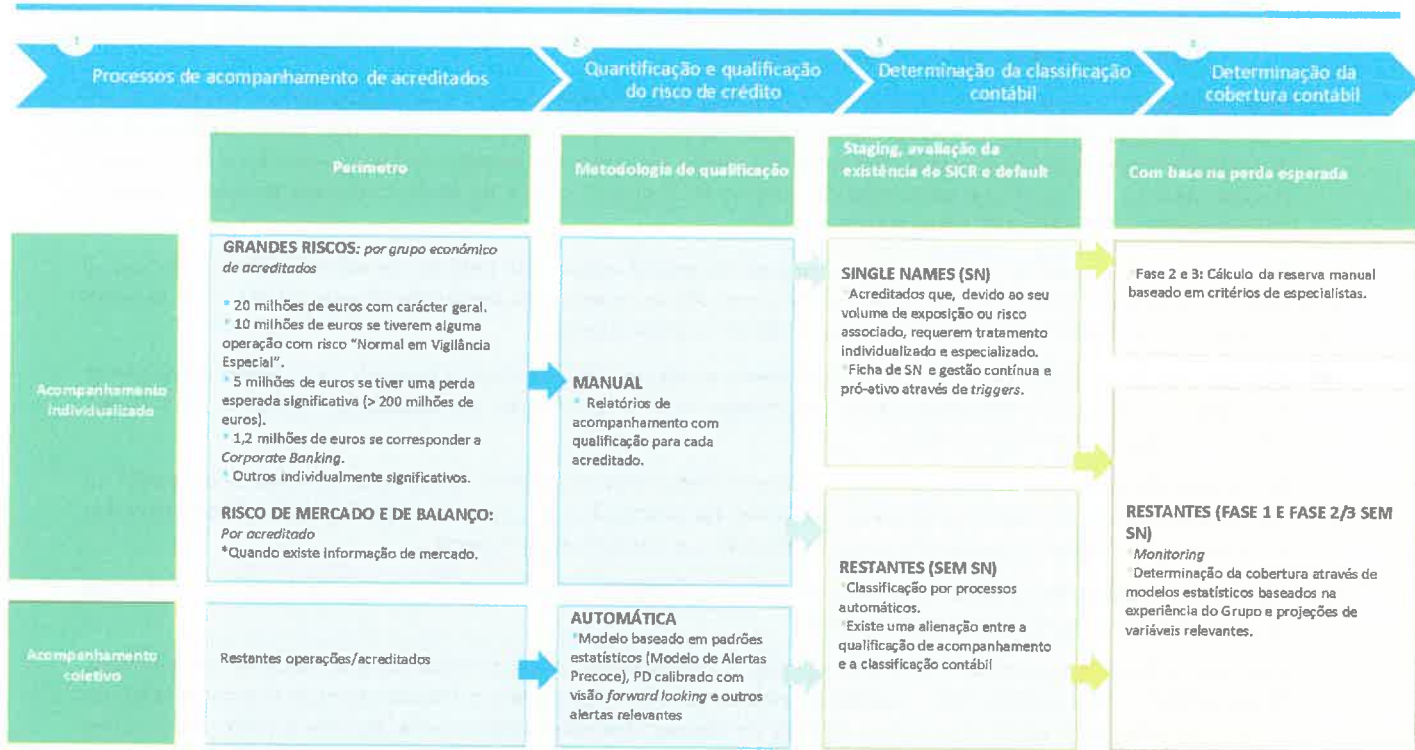 1
Processos de acompanhamento de acreditados
2
Quantificação e qualificação
do risco de crédito
3
Determinação da classificação
contábil
4
Determinação da
cobertura contábil
Perímetro
Metodologia de qualificação
Staging, avaliação da
existência de SICR e default
Com base na perda esperada
Acompanhamento
individualizado
GRANDES RISCOS: por grupo económico
de acreditados
* 20 milhões de euros com carácter geral.
* 10 milhões de euros se tiverem alguma
operação com risco "Normal em Vigilância
Especial".
* 5 milhões de euros se tiver uma perda
esperada significativa (> 200 milhões de
euros).
* 1,2 milhões de euros se corresponder a
Corporate Banking.
* Outros individualmente significativos.
RISCO DE MERCADO E DE BALANÇO:
Por acreditado
*Quando existe informação de mercado.
MANUAL
* Relatórios de
acompanhamento com
qualificação para cada
acreditado.
SINGLE NAMES (SN)
*Acreditados que, devido ao seu
volume de exposição ou risco
associado, requerem tratamento
individualizado e especializado.
*Ficha de SN e gestão contínua e
pró-ativo através de triggers.
*Fase 2 e 3: Cálculo da reserva manual
baseado em critérios de especialistas.
Acompanhamento
coletivo
Restantes operações/acreditados
AUTOMÁTICA
*Modelo baseado em padrões
estatísticos (Modelo de Alertas
Precoce), PD calibrado com
visão forward looking e outros
alertas relevantes
RESTANTES (SEM SN)
*Classificação por processos
automáticos.
*Existe uma alienação entre a
qualificação de acompanhamento
e a classificação contábil
RESTANTES (FASE 1 E FASE 2/3 SEM
SN)
*Monitoring
*Determinação da cobertura através de
modelos estatísticos baseados na
experiência do Grupo e projeções de
variáveis relevantes.